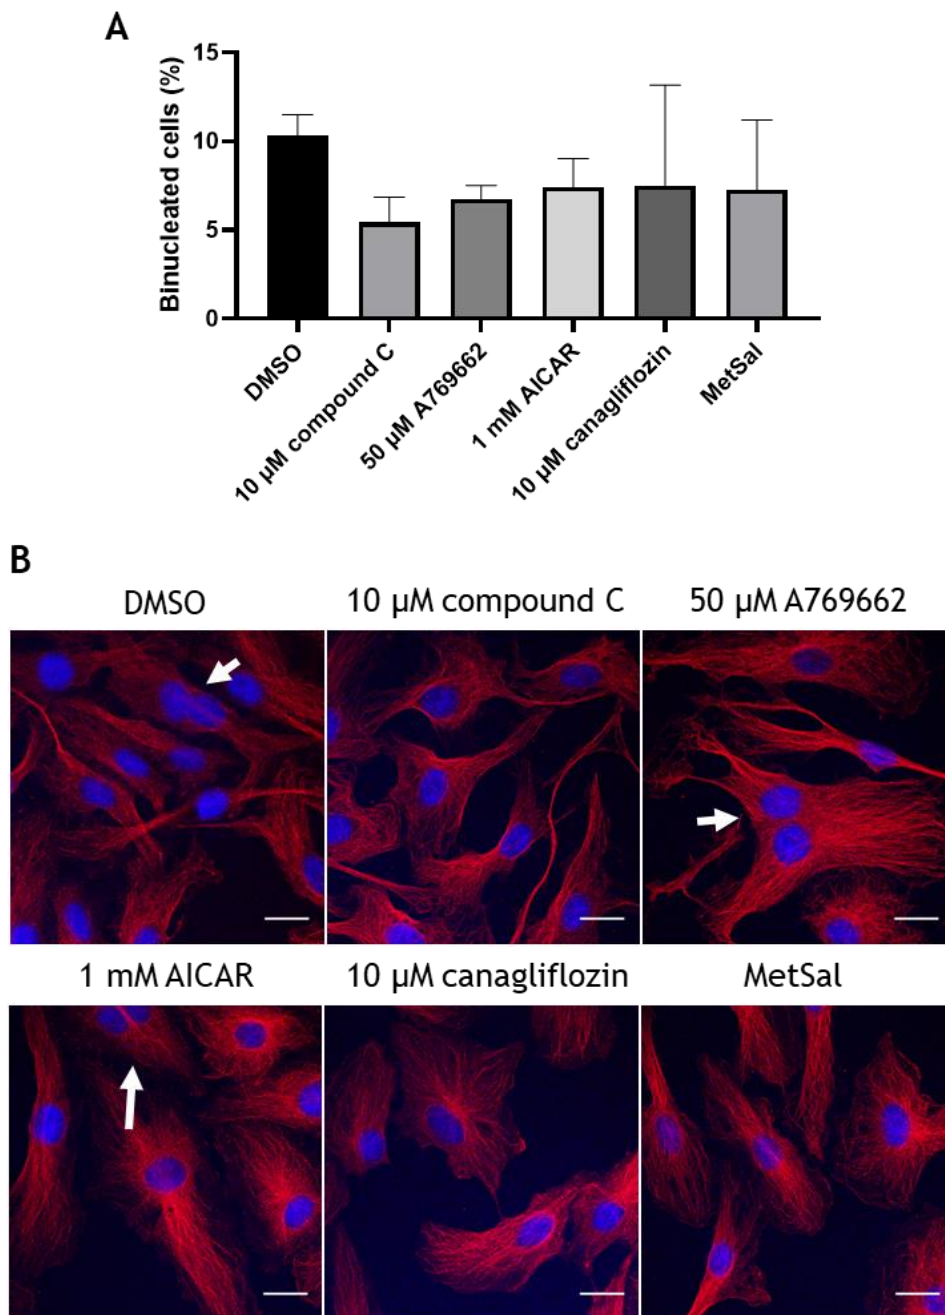 A
Binucleated cells (%)
15
10
5
0
DMSO
10 µM compound C
50 µM A769662
1 mM AICAR
10 µM canagliflozin
MetSal
B
DMSO
10 µM compound C
50 µM A769662
1 mM AICAR
10 µM canagliflozin
MetSal